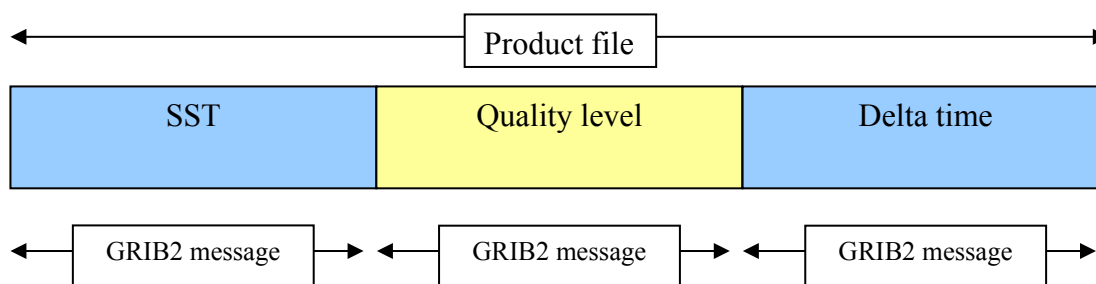 Product file
SST Quality level Delta time
GRIB2 message GRIB2 message GRIB2 message